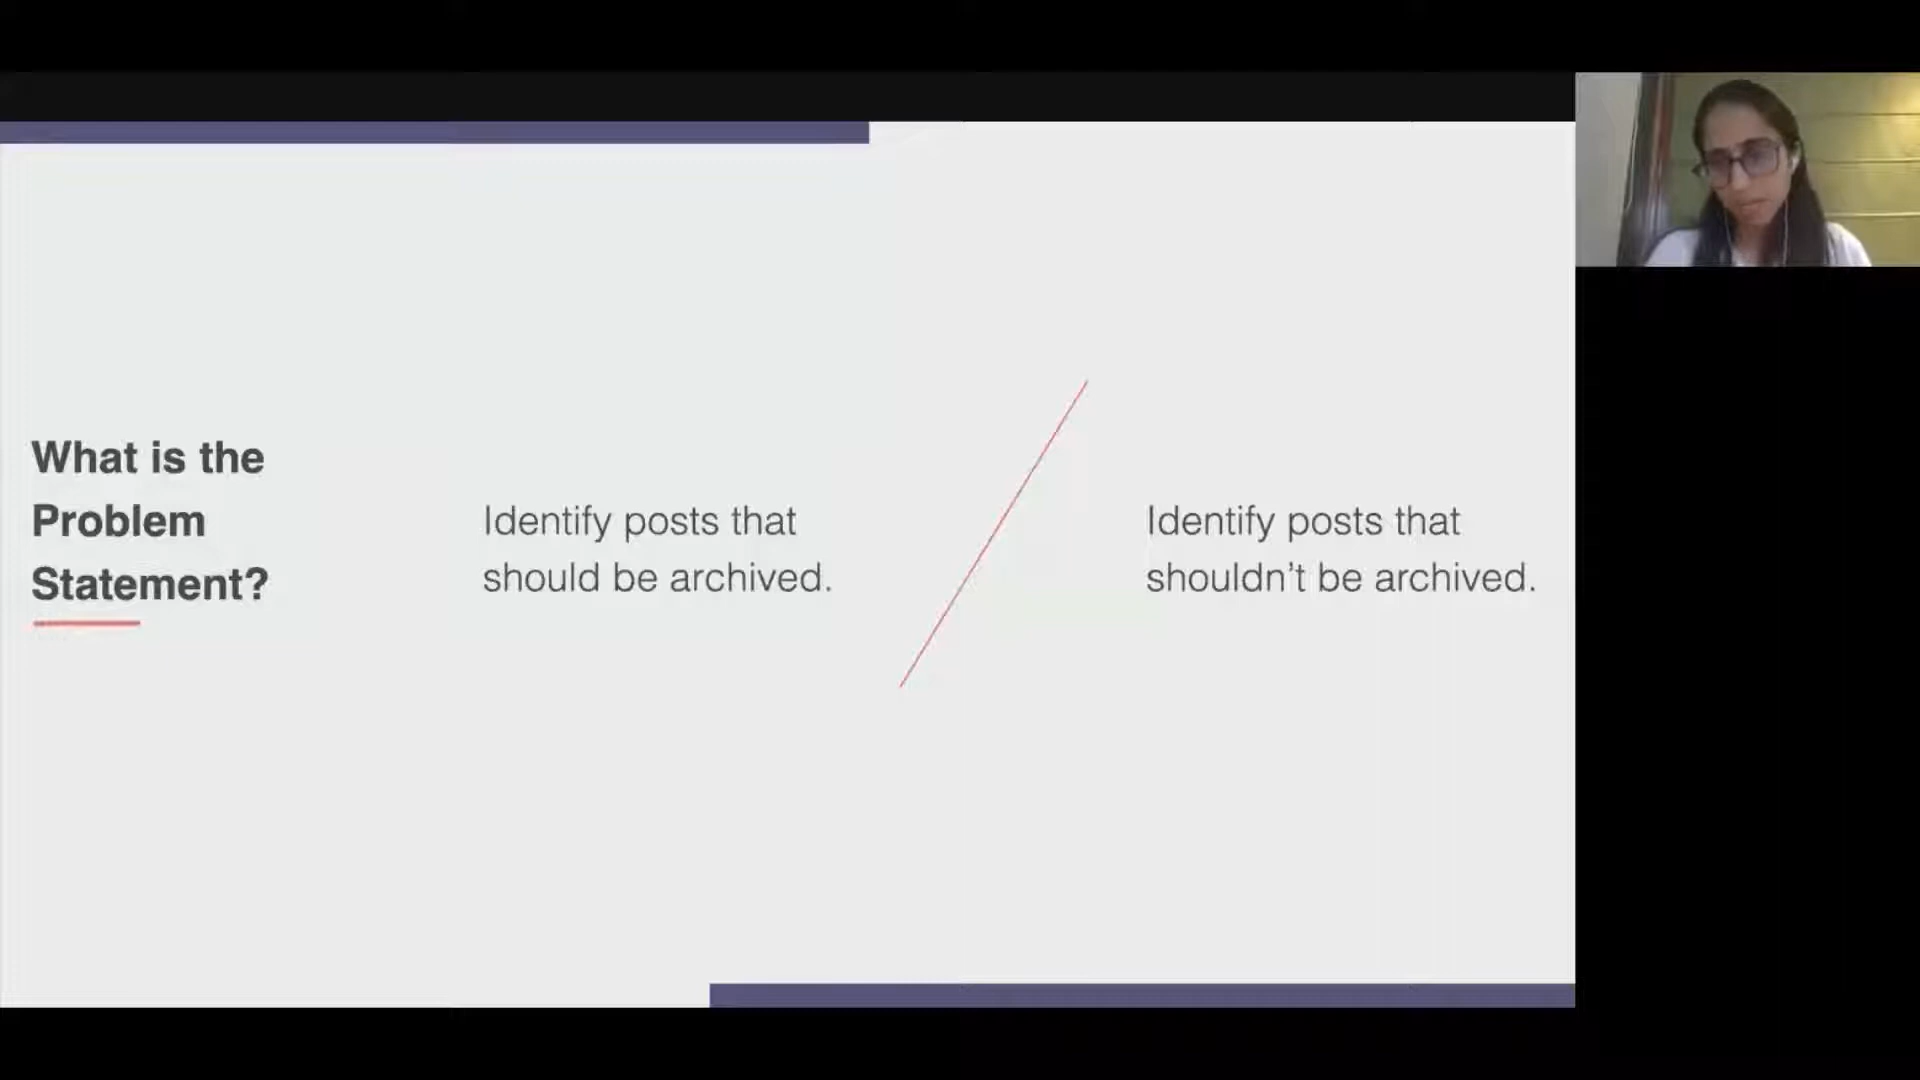 What is the
Problem
Statement?
Identify posts that
should be archived.
Identify posts that
shouldn't be archived.